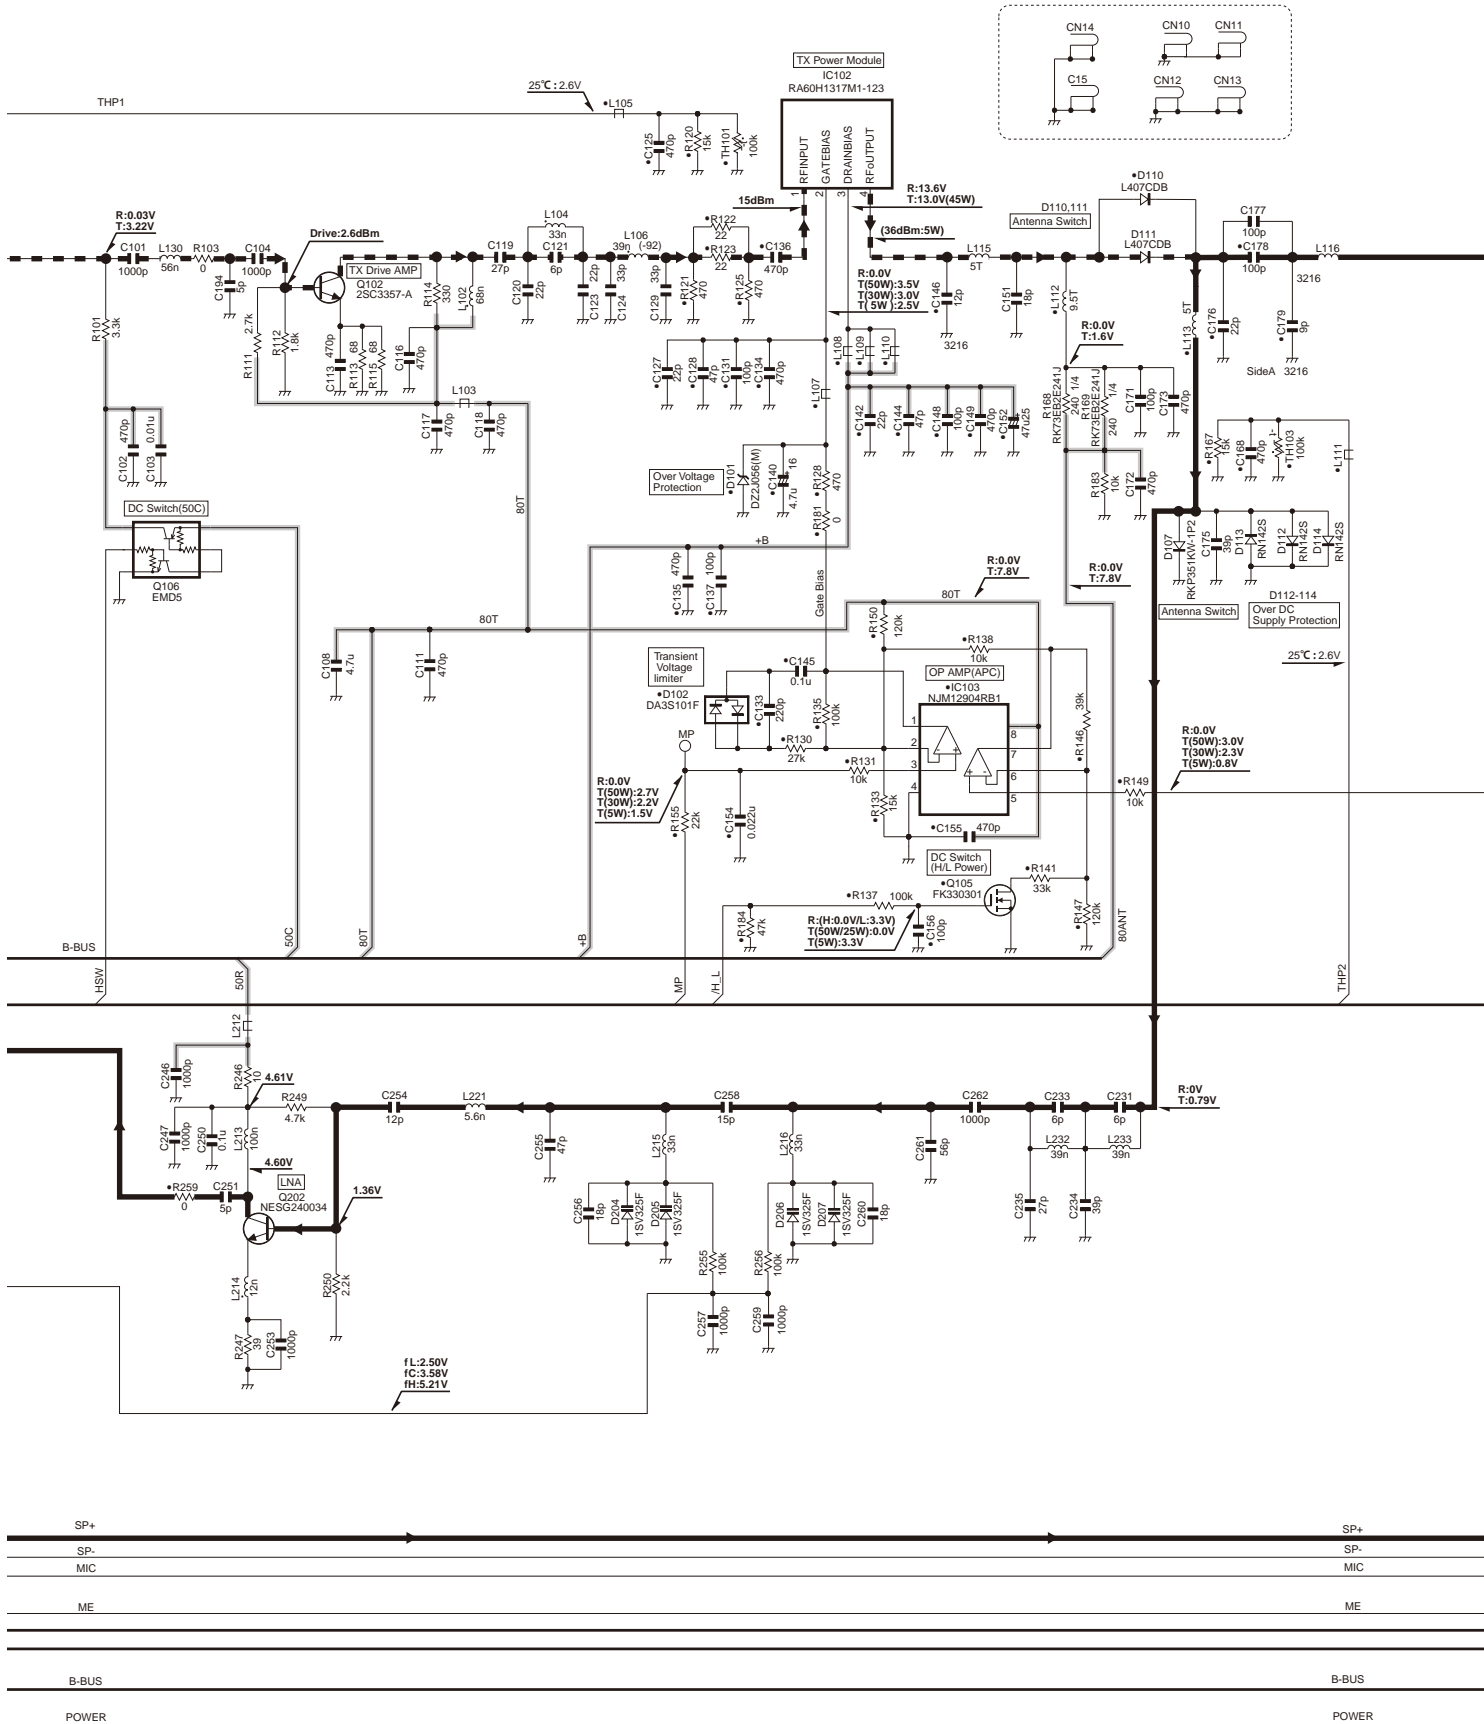 CN14
CN10
CN11
C15
CN12
CN13
TX Power Module
IC102
RA60H1317M1-123
25℃ : 2.6V
THP1
•L105
•C125
470p
•R120
15k
•TH101
100k
RFINPUT
GATEBIAS
DRAINBIAS
RFoUTPUT
1
2
3
4
15dBm
R:13.6V
T:13.0V(45W)
(36dBm:5W)
•D110
L407CDB
D110,111
Antenna Switch
D111
L407CDB
C177
100p
•C178
100p
L116
3216
R:0.03V
T:3.22V
C101
1000p
L130
56n
R103
0
C104
1000p
C194
5p
Drive:2.6dBm
TX Drive AMP
Q102
2SC3357-A
R114
330
L102
68n
C119
27p
L104
33n
C121
6p
C120
22p
22p
C123
L106
39n (-92)
33p
C124
33p
C129
•R121
470
•R122
22
•R123
22
•R125
470
•C136
470p
R:0.0V
T(50W):3.5V
T(30W):3.0V
T( 5W ):2.5V
•C146
12p
3216
L115
5T
C151
18p
•L112
9.5T
R:0.0V
T:1.6V
5T
•L113
•C176
22p
•C179
9p
SideA 3216
R101
3.3k
2.7k
R111
R112
1.8k
470p
C113
68
R113
68
R115
C116
470p
L103
C117
470p
C118
470p
•C127
22p
•C128
47p
•C131
100p
•C134
470p
•L107
•L108
•L109
•L110
•C142
22p
•C144
47p
•C148
100p
•C149
470p
•C152
47u25
R168
RK73EB2E241J
240 1/4
R169
RK73EB2E241J
240
1/4
C171
100p
C173
470p
R183
10k
C172
470p
•R167
15k
•C168
470p
•TH103
100k
•L111
470p
C102
0.01u
C103
DC Switch(50C)
Q106
EMD5
Over Voltage
Protection
•D101
DZ2J056(M)
•C140
4.7u
16
•R128
470
•R181
0
80T
+B
470p
•C135
100p
•C137
Gate Bias
R:0.0V
T:7.8V
80T
R:0.0V
T:7.8V
D107
RKP351KW-1P2
C175
39p
D113
RN142S
D112
RN142S
D114
RN142S
Antenna Switch
D112-114
Over DC
Supply Protection
25℃ : 2.6V
80T
C108
4.7u
C111
470p
Transient
Voltage
limiter
•D102
DA3S101F
•C145
0.1u
•C133
220p
•R135
100k
•R150
120k
•R138
10k
OP AMP(APC)
•IC103
NJM12904RB1
1
2
3
4
8
7
6
5
39k
•R146
MP
•R130
27k
•R131
10k
•R133
15k
R:0.0V
T(50W):2.7V
T(30W):2.2V
T(5W):1.5V
•R155
22k
•C154
0.022u
•C155
470p
•R149
10k
R:0.0V
T(50W):3.0V
T(30W):2.3V
T(5W):0.8V
DC Switch
(H/L Power)
•Q105
FK330301
•R141
33k
•R137
100k
•R184
47k
R:(H:0.0V/L:3.3V)
T(50W/25W):0.0V
T(5W):3.3V
•C156
100p
•R147
120k
80ANT
B-BUS
50C
80T
+B
HSW
50R
MP
/H_L
THP2
L212
C246
1000p
R246
10
4.61V
R249
4.7k
C247
1000p
C250
0.1u
L213
100n
4.60V
•R259
0
C251
5p
LNA
Q202
NESG240034
1.36V
C254
12p
L221
5.6n
C255
47p
L215
33n
C258
15p
L216
33n
C261
56p
C262
1000p
C233
6p
C231
6p
R:0V
T:0.79V
L232
39n
L233
39n
C235
27p
C234
39p
C256
18p
D204
1SV325F
D205
1SV325F
D206
1SV325F
D207
1SV325F
C260
18p
R255
100k
R256
100k
C257
1000p
C259
1000p
L214
12n
R250
2.2k
R247
39
C253
1000p
fL:2.50V
fC:3.58V
fH:5.21V
SP+
SP+
SP-
SP-
MIC
MIC
ME
ME
B-BUS
B-BUS
POWER
POWER